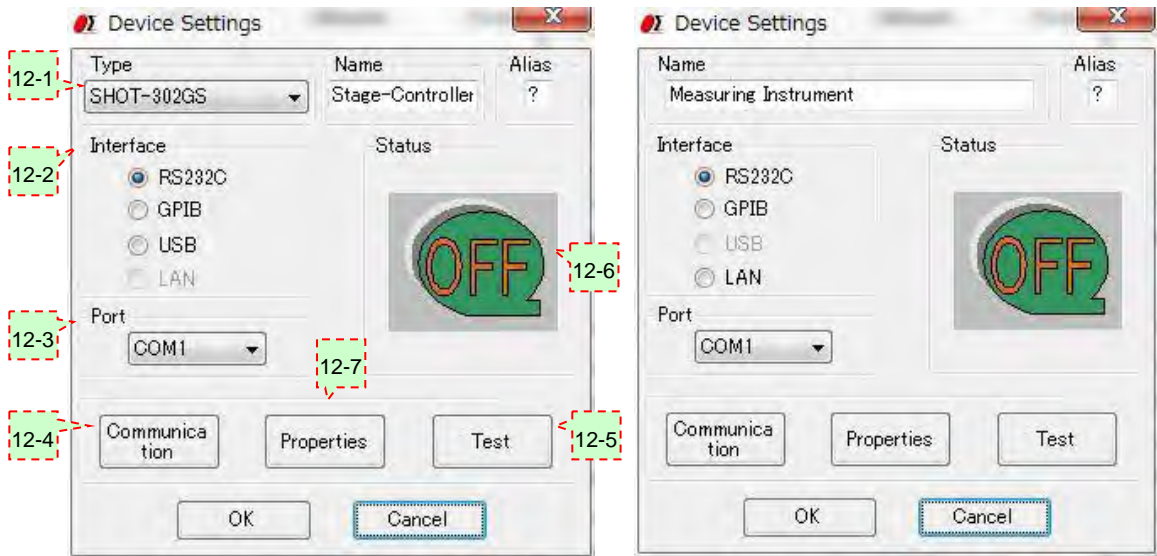 Device Settings
Type
Name
Alias
12-1
SHOT-302GS
Stage-Controller
?
Interface
Status
12-2
RS232C
GPIB
USB
LAN
OFF
12-6
Port
12-3
COM1
12-7
12-4
Communica
tion
Properties
Test
12-5
OK
Cancel
Device Settings
Name
Alias
Measuring Instrument
?
Interface
Status
RS232C
GPIB
USB
LAN
OFF
Port
COM1
Communica
tion
Properties
Test
OK
Cancel